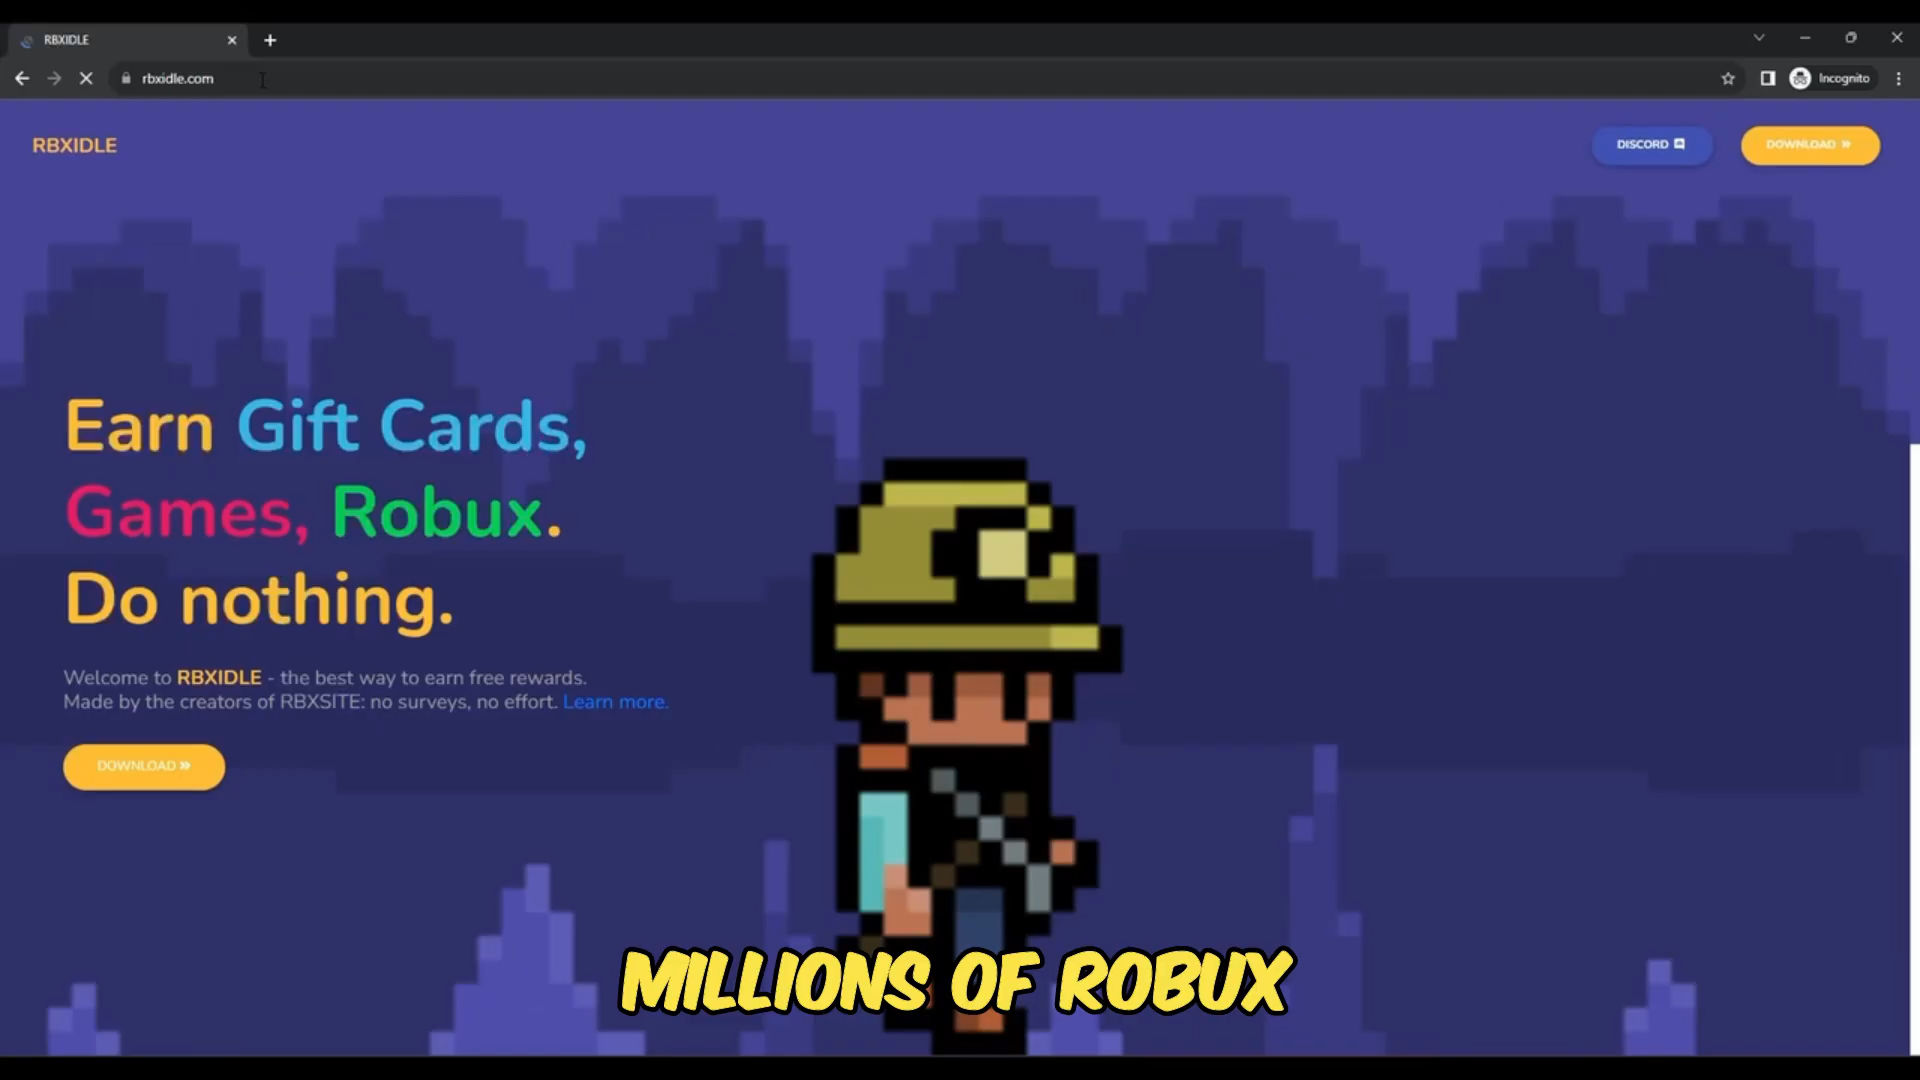 RBXIDLE
rbxidle.com
Incognito
RBXIDLE
DISCORD
DOWNLOAD »
Earn Gift Cards,
Games, Robux.
Do nothing.
Welcome to RBXIDLE - the best way to earn free rewards.
Made by the creators of RBXSITE: no surveys, no effort. Learn more.
DOWNLOAD »
MILLIONS OF ROBUX